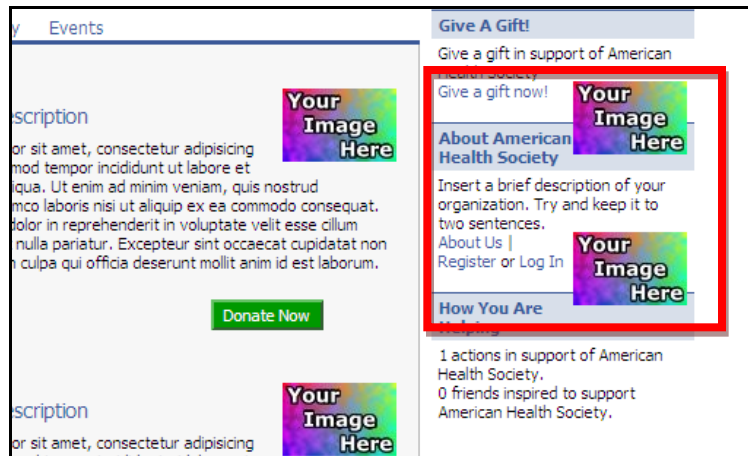 y Events
escription
Your
Image
Here
or sit amet, consectetur adipisicing
mod tempor incididunt ut labore et
iqua. Ut enim ad minim veniam, quis nostrud
mco laboris nisi ut aliquip ex ea commodo consequat.
dolor in reprehenderit in voluptate velit esse cillum
nulla pariatur. Excepteur sint occaecat cupidatat non
n culpa qui officia deserunt mollit anim id est laborum.
Donate Now
escription
Your
Image
Here
or sit amet, consectetur adipisicing
Give A Gift!
Give a gift in support of American
Health Society
Give a gift now!
Your
Image
Here
About American
Health Society
Insert a brief description of your
organization. Try and keep it to
two sentences.
About Us |
Register or Log In
Your
Image
Here
How You Are
Helping
1 actions in support of American
Health Society.
0 friends inspired to support
American Health Society.